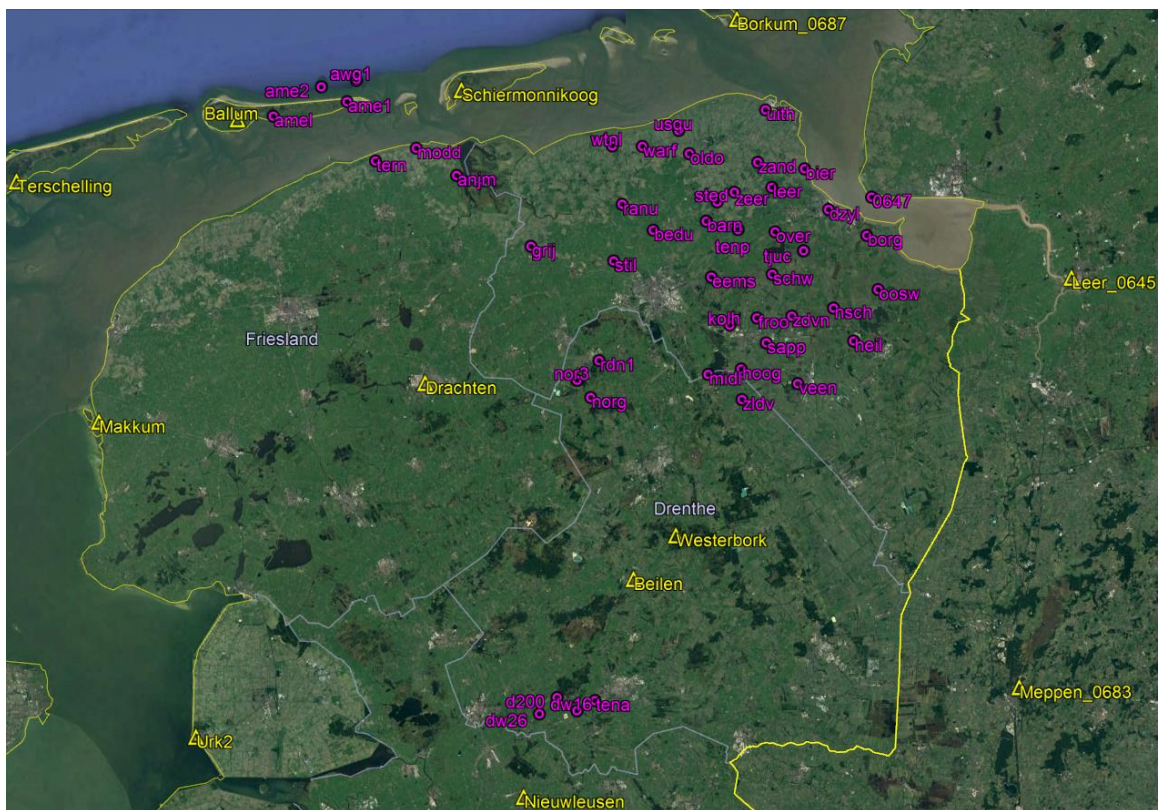 Borkum_0687
awg1
ame2
Schiermonnikoog
ame1
Ballum
amel
uith
usgu
wtgl
warf
oldo
modd
tern
zand
bier
anjm
Terschelling
leer
sted
zeer
0647
ranu
dzyl
barn
bedu
tenp
over
borg
grij
tjuc
stil
eems
schw
Leer_0645
oosw
hsch
kolh
froo
zdvn
Friesland
sapp
heil
rdn1
nor3
midl
hoog
Drachten
veen
norg
zldv
Makkum
Drenthe
Westerbork
Beilen
Meppen_0683
d200
dw16
tena
dw26
Urk2
Nieuwleusen